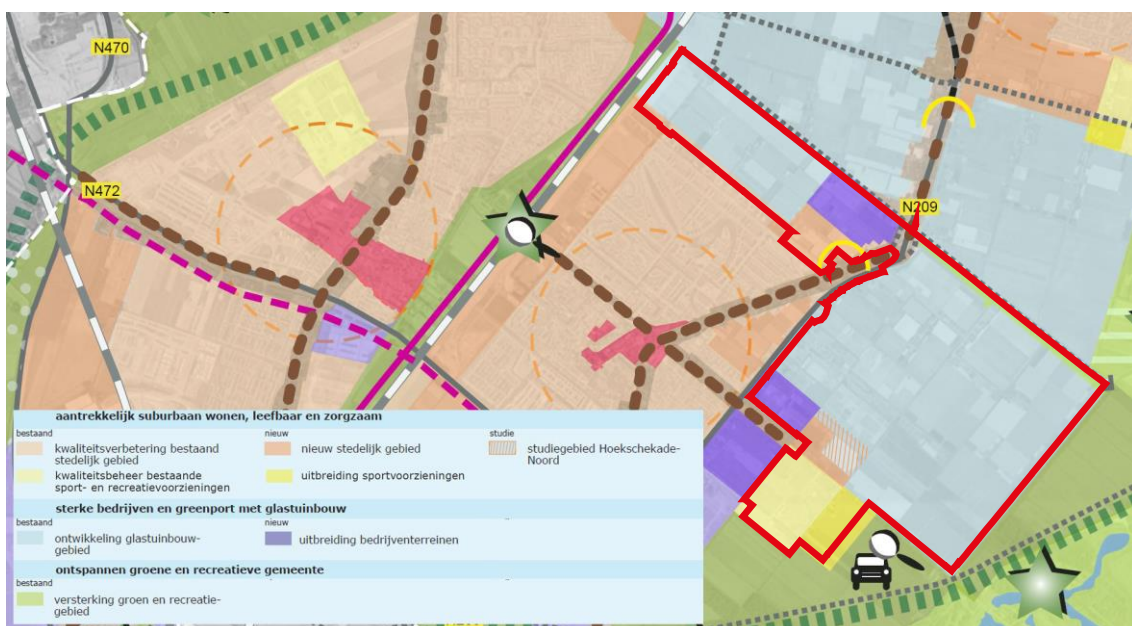 N470
N472
N209
aantrekkelijk suburbaan wonen, leefbaar en zorgzaam
bestaand
nieuw
studie
kwaliteitsverbetering bestaand
stedelijk gebied
nieuw stedelijk gebied
studiegebied Hoekschekade-
Noord
kwaliteitsbeheer bestaande
sport- en recreatievoorzieningen
uitbreiding sportvoorzieningen
sterke bedrijven en greenport met glastuinbouw
bestaand
nieuw
ontwikkeling glastuinbouw-
gebied
uitbreiding bedrijventerreinen
ontspannen groene en recreatieve gemeente
bestaand
versterking groen en recreatie-
gebied